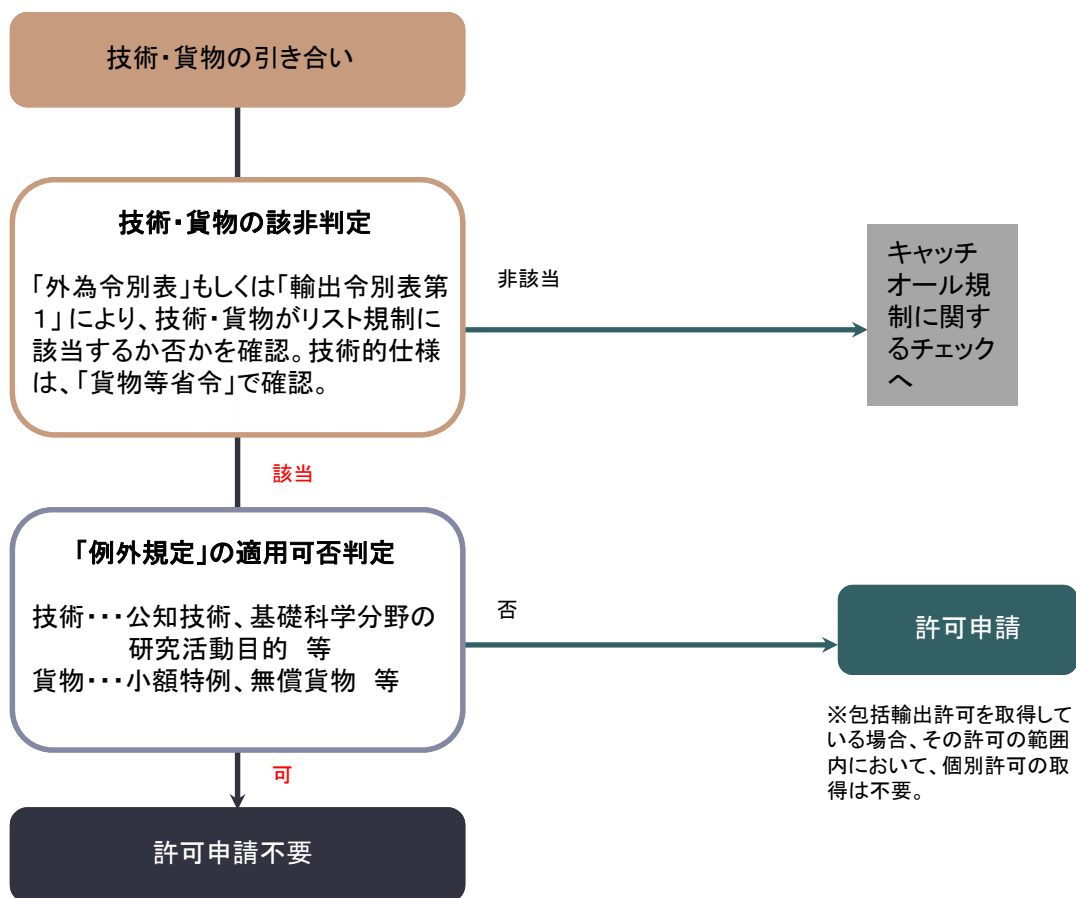 技術・貨物の引き合い
技術・貨物の該非判定
「外為令別表」もしくは「輸出令別表第
１」により、技術・貨物がリスト規制に
該当するか否かを確認。技術的仕様
は、「貨物等省令」で確認。
非該当
キャッチ
オール規
制に関す
るチェック
へ
該当
「例外規定」の適用可否判定
技術・・・公知技術、基礎科学分野の
研究活動目的　等
貨物・・・小額特例、無償貨物　等
否
許可申請
※包括輸出許可を取得して
いる場合、その許可の範囲
内において、個別許可の取
得は不要。
可
許可申請不要